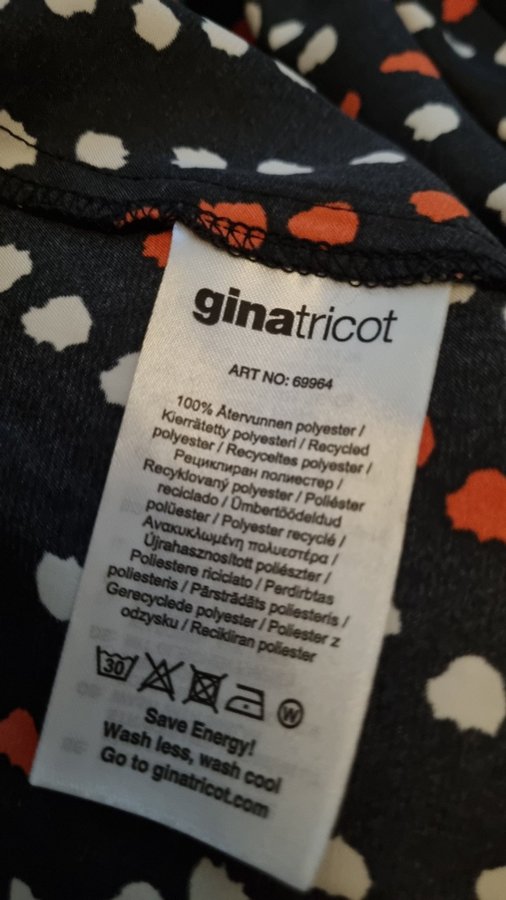 ginatricot
ART NO: 69964
100% Återvunnen polyester /
Kierrätetty polyesteri / Recycled
polyester / Recyceltes polyester /
Рециклиран полиестер /
Recyklovaný polyester / Poliéster
reciclado / Ümbertöödeldud
polüester / Polyester recyclé /
Ανακυκλωμένη πολυεστέρα /
Újrahasznosított poliészter /
Poliestere riciclato / Perdirbtas
poliesteris / Pārstrādāts poliesteris /
Gerecyclede polyester / Poliester z
odzysku / Recikliran poliester
30 W
Save Energy!
Wash less, wash cool
Go to ginatricot.com